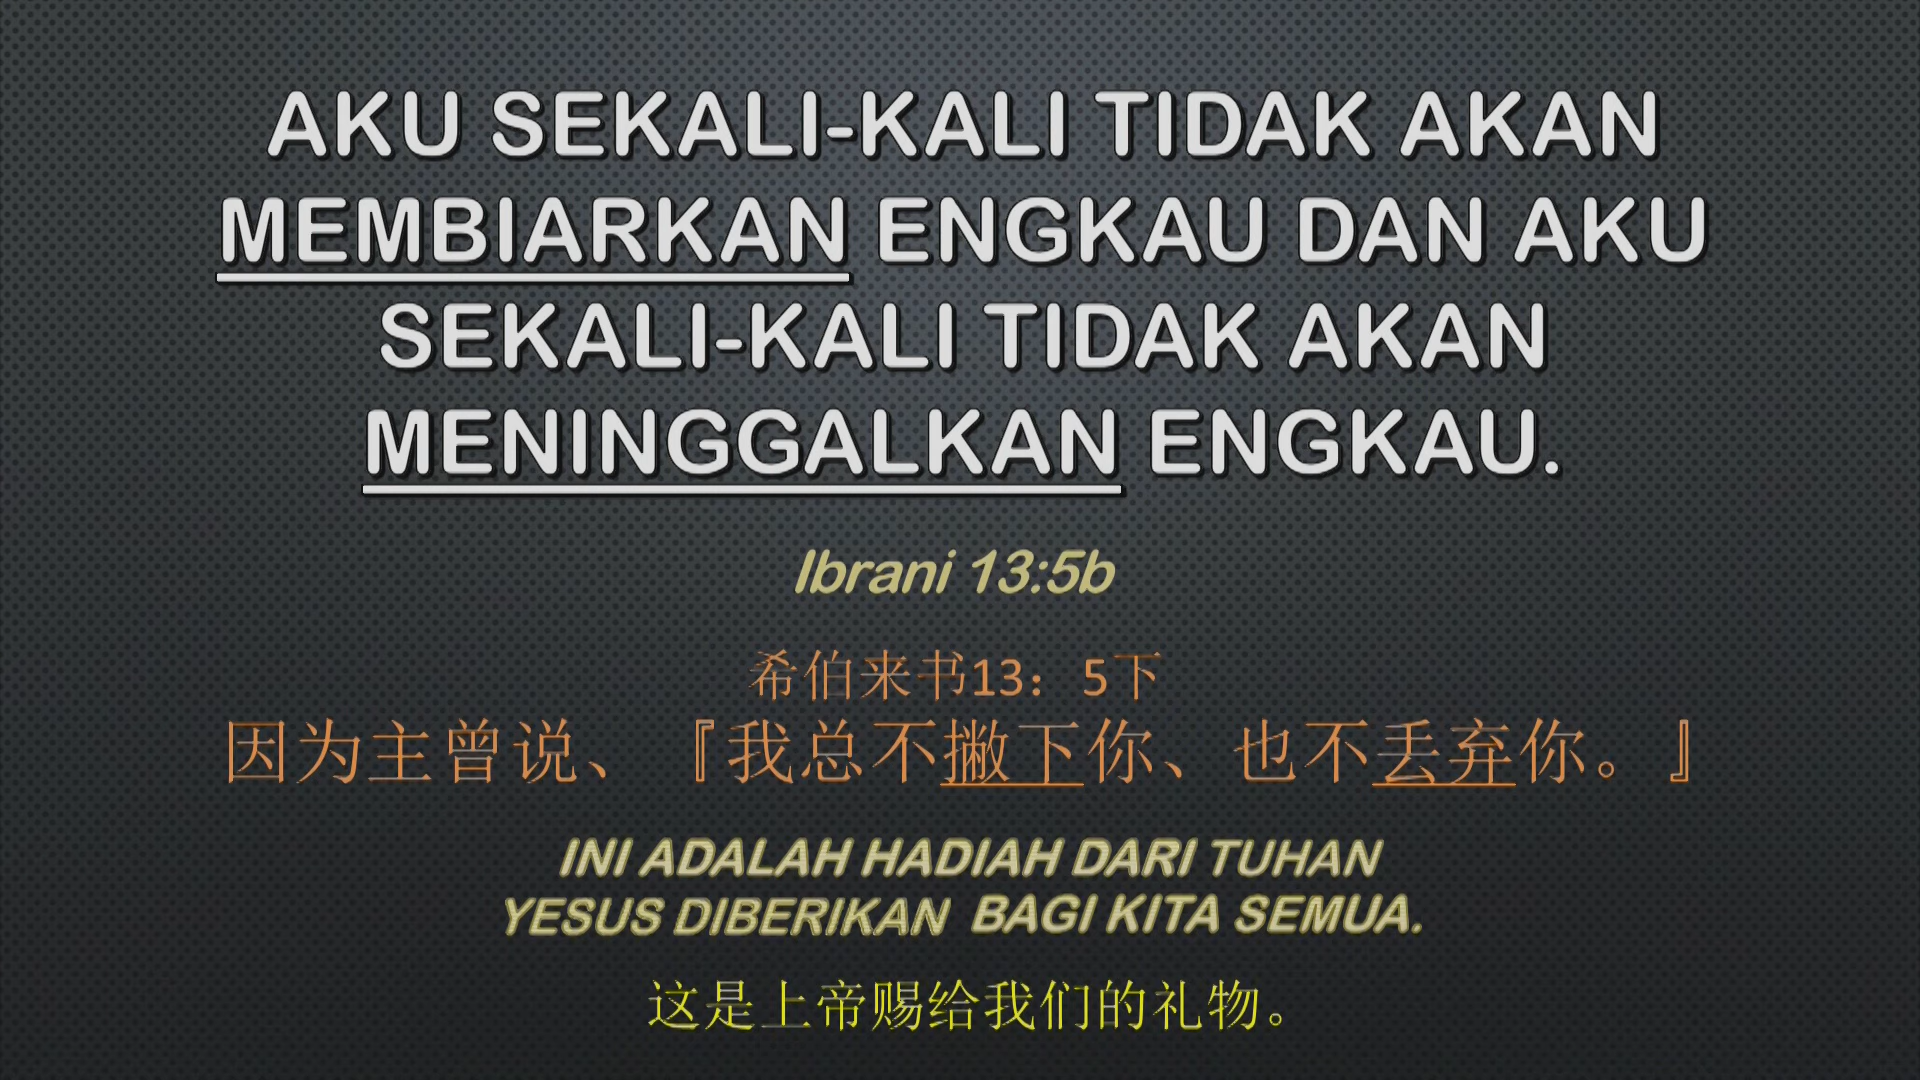 AKU SEKALI-KALI TIDAK AKAN
MEMBIARKAN ENGKAU DAN AKU
SEKALI-KALI TIDAK AKAN
MENINGGALKAN ENGKAU.
Ibrani 13:5b
希伯来书13：5下
因为主曾说、『我总不撇下你、也不丢弃你。』
INI ADALAH HADIAH DARI TUHAN
YESUS DIBERIKAN BAGI KITA SEMUA.
这是上帝赐给我们的礼物。